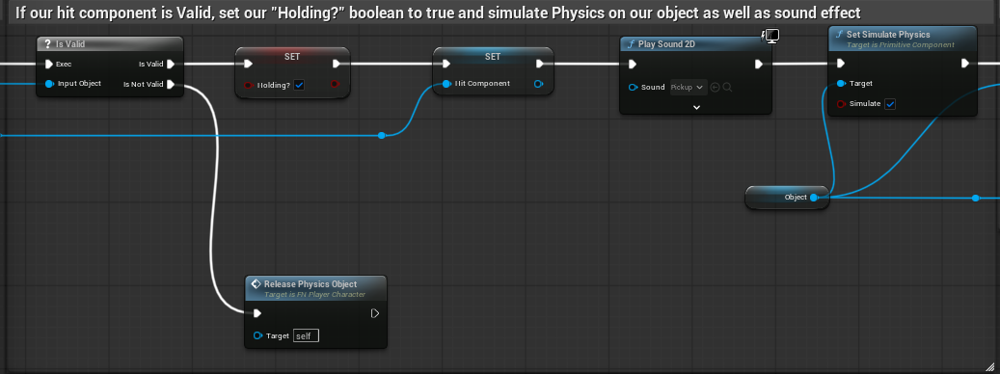 If our hit component is Valid, set our "Holding?" boolean to true and simulate Physics on our object as well as sound effect
? Is Valid
Exec
Is Valid
Input Object
Is Not Valid
SET
Holding?
SET
Hit Component
f Play Sound 2D
Sound
Pickup
f Set Simulate Physics
Target is Primitive Component
Target
Simulate
Object
Release Physics Object
Target is FN Player Character
Target
self